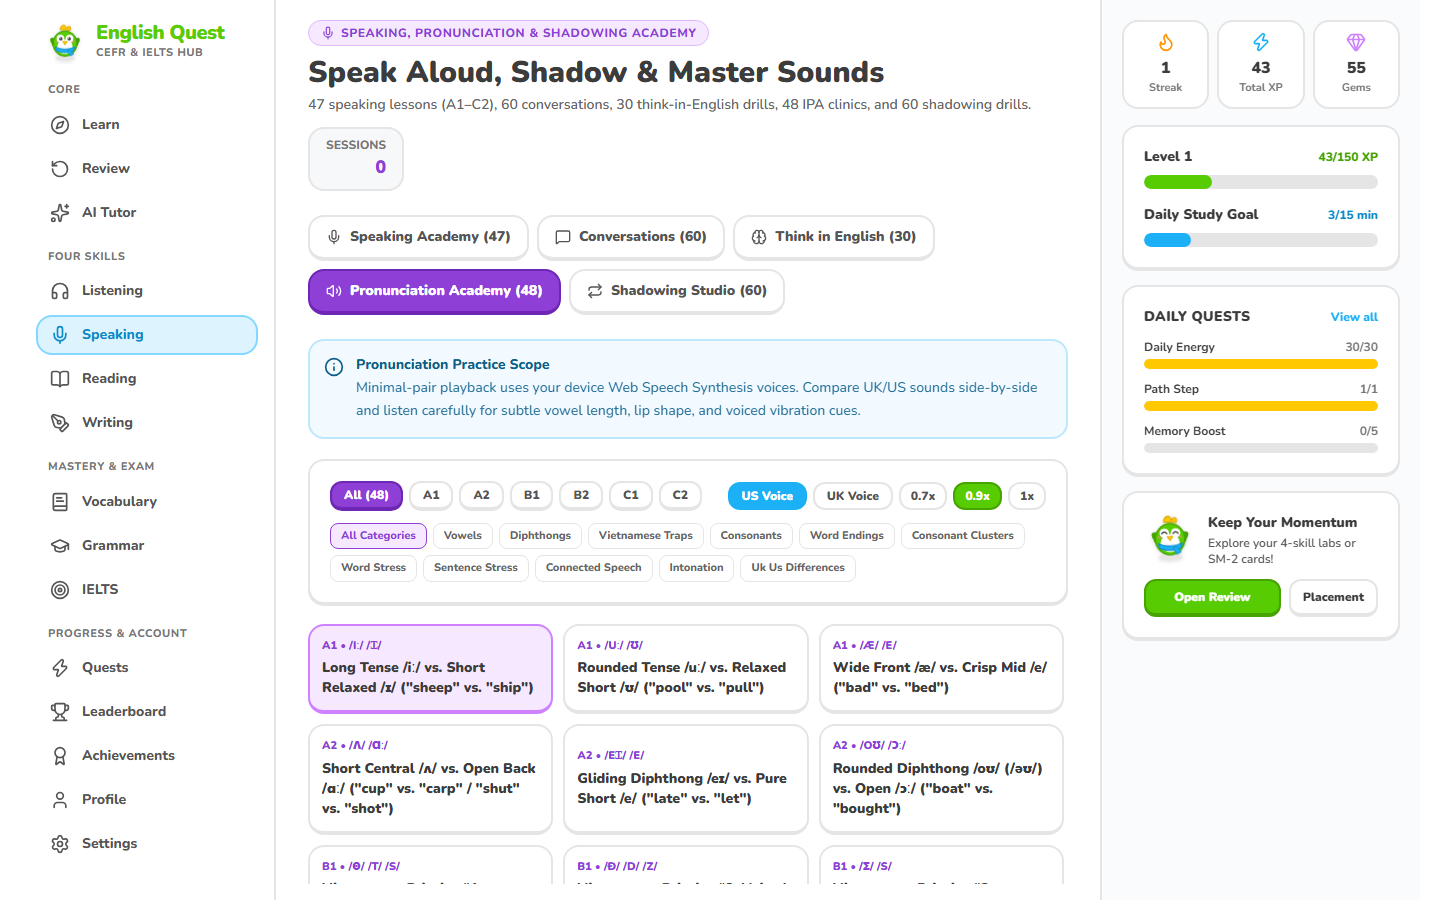 English Quest
CEFR & IELTS HUB
CORE
Learn
Review
AI Tutor
FOUR SKILLS
Listening
Speaking
Reading
Writing
MASTERY & EXAM
Vocabulary
Grammar
IELTS
PROGRESS & ACCOUNT
Quests
Leaderboard
Achievements
Profile
Settings
SPEAKING, PRONUNCIATION & SHADOWING ACADEMY
Speak Aloud, Shadow & Master Sounds
47 speaking lessons (A1–C2), 60 conversations, 30 think-in-English drills, 48 IPA clinics, and 60 shadowing drills.
SESSIONS
0
Speaking Academy (47)
Conversations (60)
Think in English (30)
Pronunciation Academy (48)
Shadowing Studio (60)
Pronunciation Practice Scope
Minimal-pair playback uses your device Web Speech Synthesis voices. Compare UK/US sounds side-by-side
and listen carefully for subtle vowel length, lip shape, and voiced vibration cues.
All (48)
A1
A2
B1
B2
C1
C2
US Voice
UK Voice
0.7x
0.9x
1x
All Categories
Vowels
Diphthongs
Vietnamese Traps
Consonants
Word Endings
Consonant Clusters
Word Stress
Sentence Stress
Connected Speech
Intonation
Uk Us Differences
A1 • /Iː/ /Ɪ/
Long Tense /iː/ vs. Short
Relaxed /ɪ/ ("sheep" vs. "ship")
A1 • /Uː/ /Ʊ/
Rounded Tense /uː/ vs. Relaxed
Short /ʊ/ ("pool" vs. "pull")
A1 • /Æ/ /E/
Wide Front /æ/ vs. Crisp Mid /e/
("bad" vs. "bed")
A2 • /Ʌ/ /Ɑː/
Short Central /ʌ/ vs. Open Back
/ɑː/ ("cup" vs. "carp" / "shut"
vs. "shot")
A2 • /EⱾ/ /E/
Gliding Diphthong /eɪ/ vs. Pure
Short /e/ ("late" vs. "let")
A2 • /OƱ/ /Ɔː/
Rounded Diphthong /oʊ/ (/əʊ/)
vs. Open /ɔː/ ("boat" vs.
"bought")
B1 • /Θ/ /T/ /S/
B1 • /Ð/ /D/ /Z/
B1 • /Ʃ/ /S/
1
Streak
43
Total XP
55
Gems
Level 1
43/150 XP
Daily Study Goal
3/15 min
DAILY QUESTS
View all
Daily Energy
30/30
Path Step
1/1
Memory Boost
0/5
Keep Your Momentum
Explore your 4-skill labs or
SM-2 cards!
Open Review
Placement